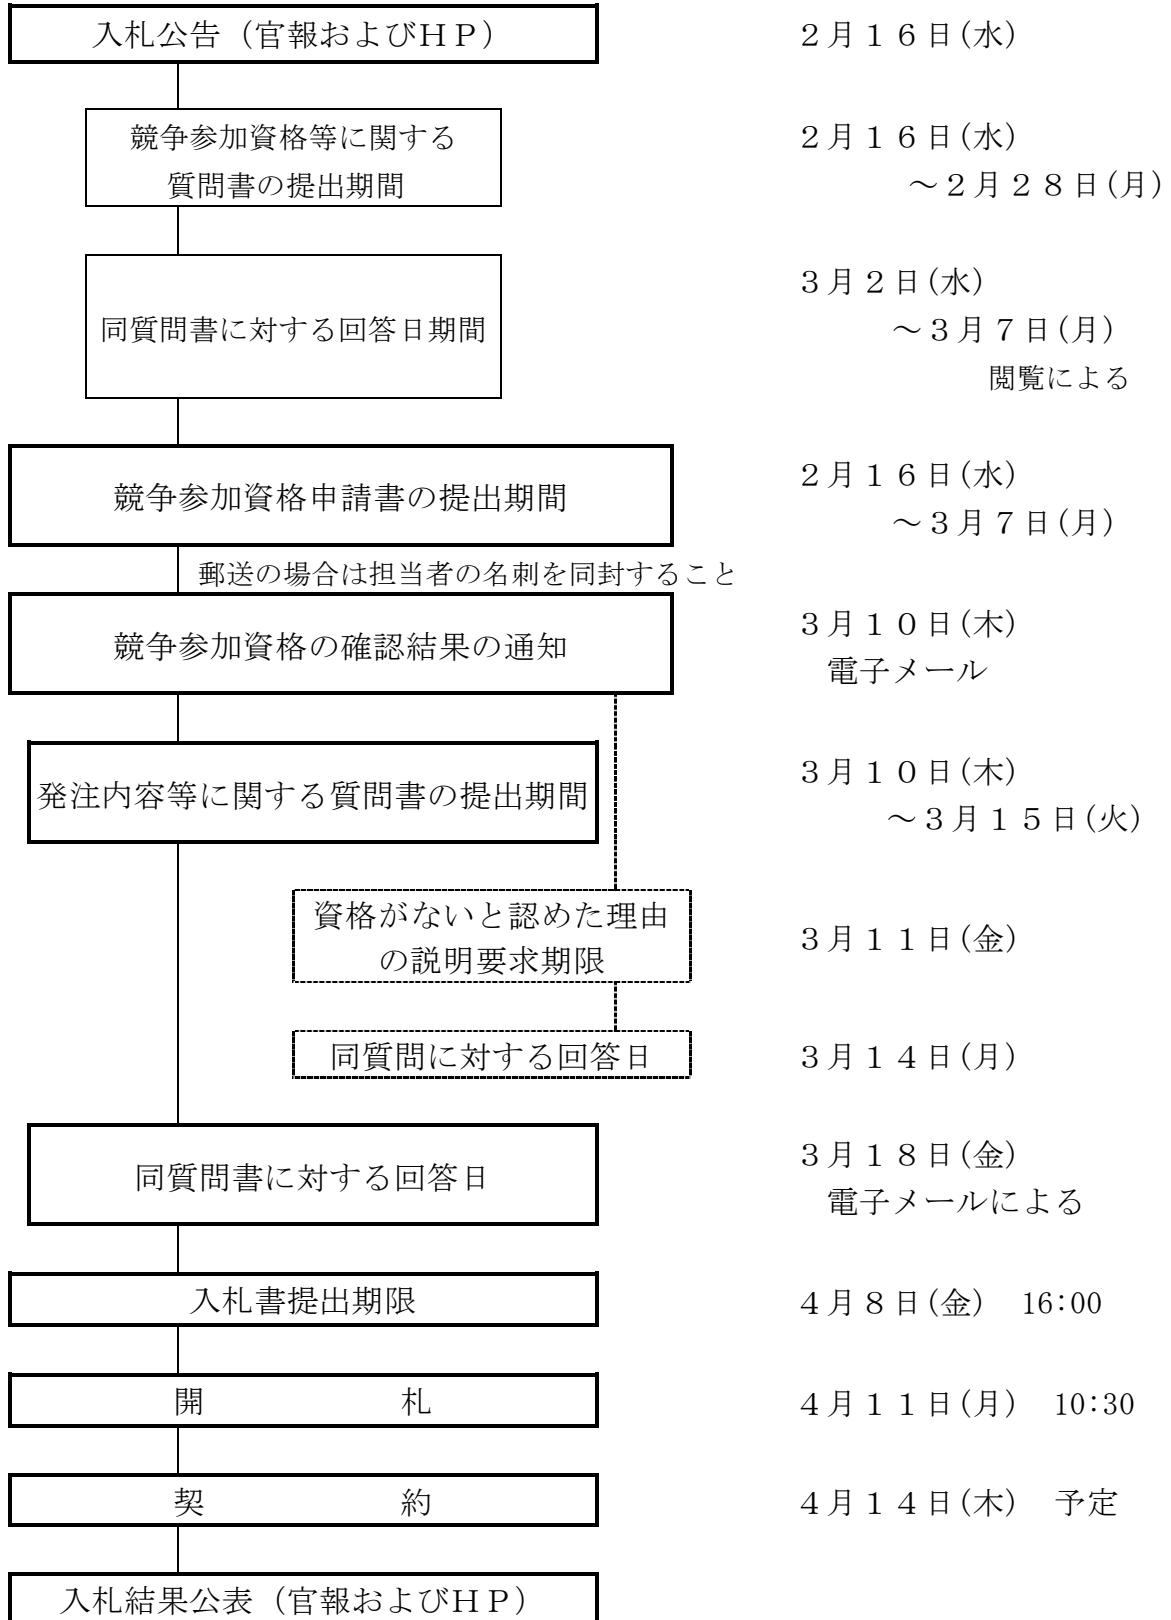 入札公告（官報およびＨＰ）　２月１６日(水)
競争参加資格等に関する　２月１６日(水)
質問書の提出期間　～２月２８日(月)
３月２日(水)
同質問書に対する回答日期間　～３月７日(月)
閲覧による
２月１６日(水)
競争参加資格申請書の提出期間
～３月７日(月)
郵送の場合は担当者の名刺を同封すること
３月１０日(木)
競争参加資格の確認結果の通知
電子メール
３月１０日(木)
発注内容等に関する質問書の提出期間
～３月１５日(火)
資格がないと認めた理由
の説明要求期限
３月１１日(金)
同質問に対する回答日　３月１４日(月)
３月１８日(金)
同質問書に対する回答日
電子メールによる
入札書提出期限　４月８日(金)　16:00
開　札　４月１１日(月)　10:30
契　約　４月１４日(木)　予定
入札結果公表（官報およびＨＰ）